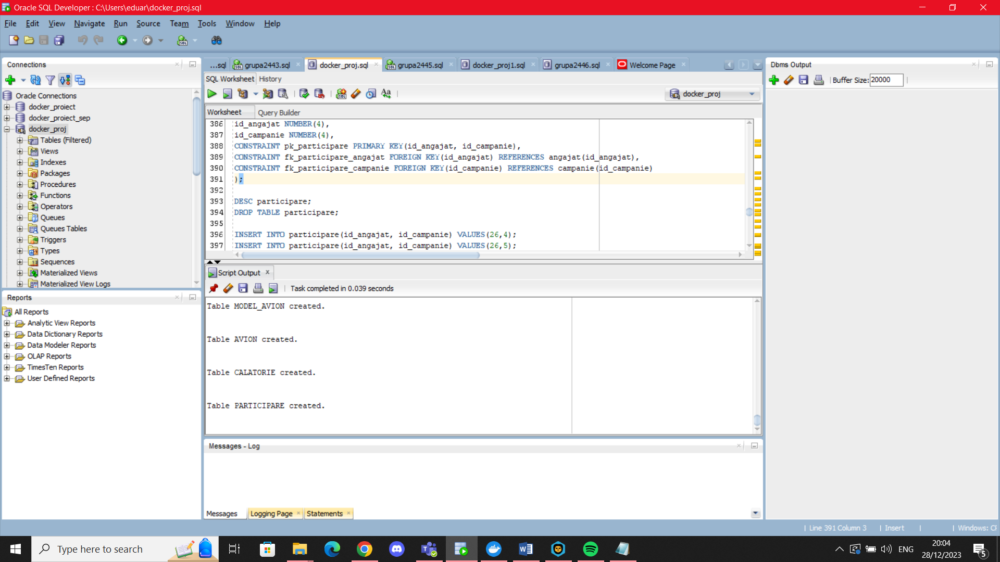 Oracle SQL Developer : C:\Users\eduar\docker_proj.sql
File Edit View Navigate Run Source Team Tools Window Help
Connections
Oracle Connections
docker_proiect
docker_proiect_sep
docker_proj
Tables (Filtered)
Views
Indexes
Packages
Procedures
Functions
Operators
Queues
Queues Tables
Triggers
Types
Sequences
Materialized Views
Materialized View Logs
Reports
All Reports
Analytic View Reports
Data Dictionary Reports
Data Modeler Reports
OLAP Reports
TimesTen Reports
User Defined Reports
...sql grupa2443.sql docker_proj.sql grupa2445.sql docker_proj1.sql grupa2446.sql Welcome Page
SQL Worksheet History
docker_proj
Worksheet Query Builder
386 id_angajat NUMBER(4),
387 id_campanie NUMBER(4),
388 CONSTRAINT pk_participare PRIMARY KEY(id_angajat, id_campanie),
389 CONSTRAINT fk_participare_angajat FOREIGN KEY(id_angajat) REFERENCES angajat(id_angajat),
390 CONSTRAINT fk_participare_campanie FOREIGN KEY(id_campanie) REFERENCES campanie(id_campanie)
391 );
392
393 DESC participare;
394 DROP TABLE participare;
395
396 INSERT INTO participare(id_angajat, id_campanie) VALUES(26,4);
397 INSERT INTO participare(id_angajat, id_campanie) VALUES(26,5);
Script Output
Task completed in 0.039 seconds
Table MODEL_AVION created.
Table AVION created.
Table CALATORIE created.
Table PARTICIPARE created.
Messages - Log
Messages Logging Page Statements
Dbms Output
Buffer Size: 20000
Line 391 Column 3 Insert Windows: CF
Type here to search
ENG
20:04
28/12/2023
5